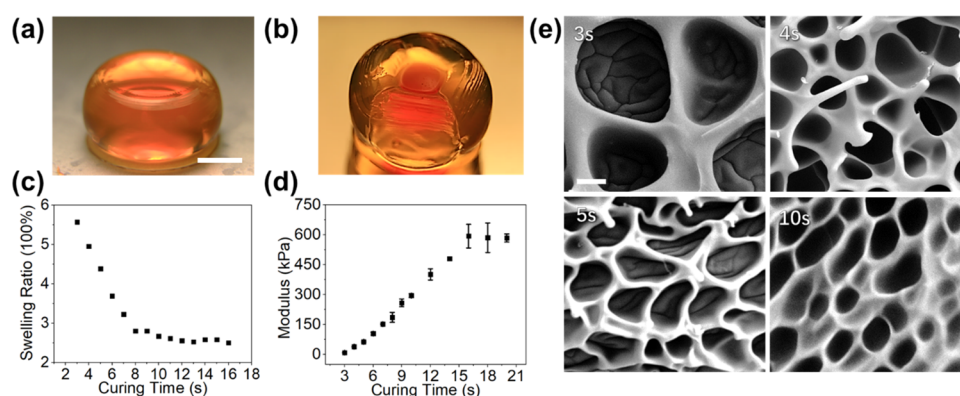 (a)
(b)
(e)
3s
4s
5s
10s
(c)
6
5
4
3
2
Swelling Ratio (100%)
2 4 6 8 10 12 14 16 18
Curing Time (s)
(d)
750
600
450
300
150
0
Modulus (kPa)
3 6 9 12 15 18 21
Curing Time (s)